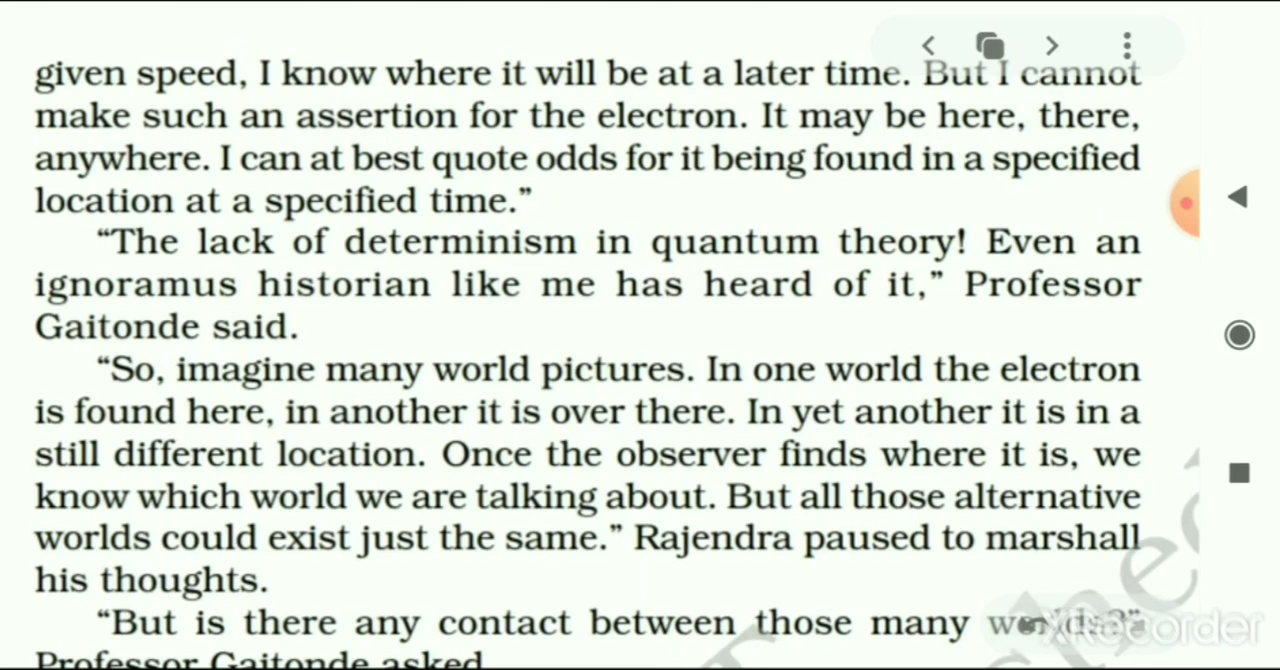 given speed, I know where it will be at a later time. But I cannot
make such an assertion for the electron. It may be here, there,
anywhere. I can at best quote odds for it being found in a specified
location at a specified time.”
“The lack of determinism in quantum theory! Even an
ignoramus historian like me has heard of it,” Professor
Gaitonde said.
“So, imagine many world pictures. In one world the electron
is found here, in another it is over there. In yet another it is in a
still different location. Once the observer finds where it is, we
know which world we are talking about. But all those alternative
worlds could exist just the same.” Rajendra paused to marshall
his thoughts.
“But is there any contact between those many worlds?”
XRecorder
Professor Gaitonde asked